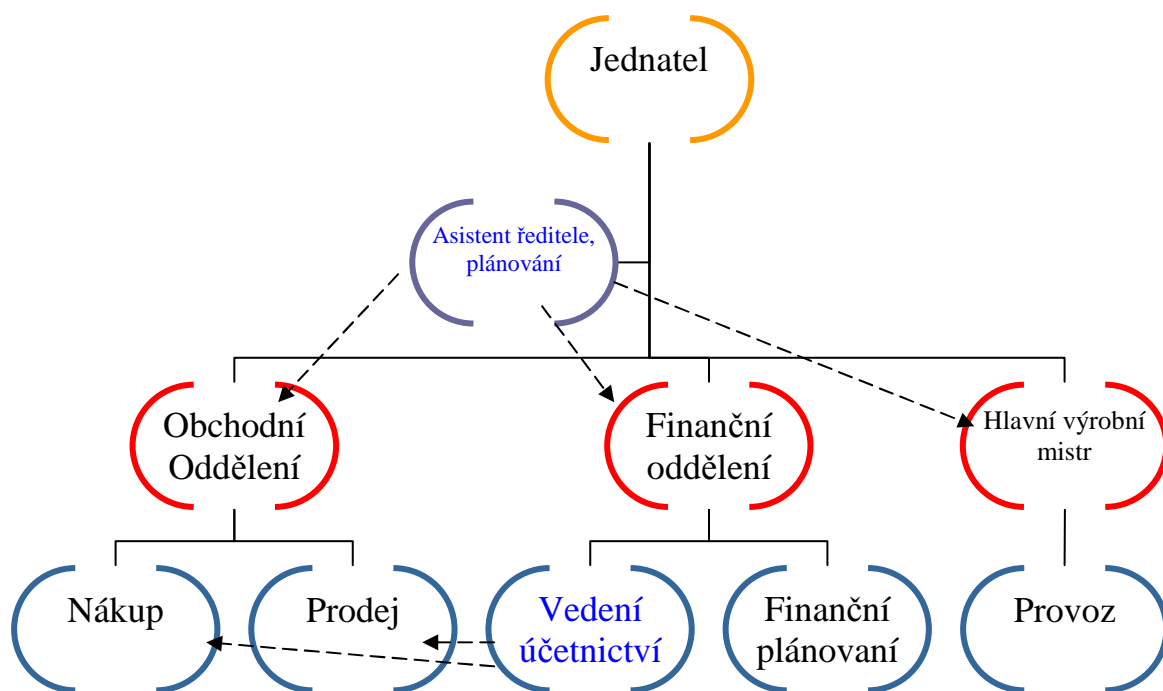 Jednatel
Asistent ředitele,
plánování
Obchodní
Oddělení
Finanční
oddělení
Hlavní výrobní
mistr
Nákup
Prodej
Vedení
účetnictví
Finanční
plánovaní
Provoz